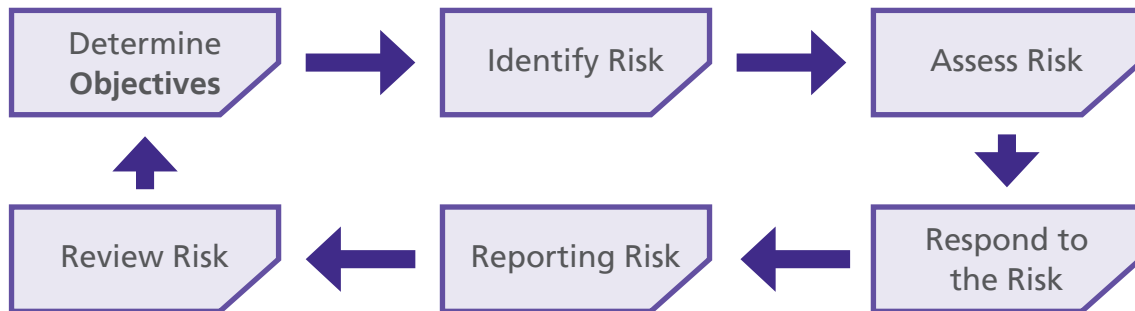 Determine
Objectives
Identify Risk
Assess Risk
Respond to
the Risk
Reporting Risk
Review Risk